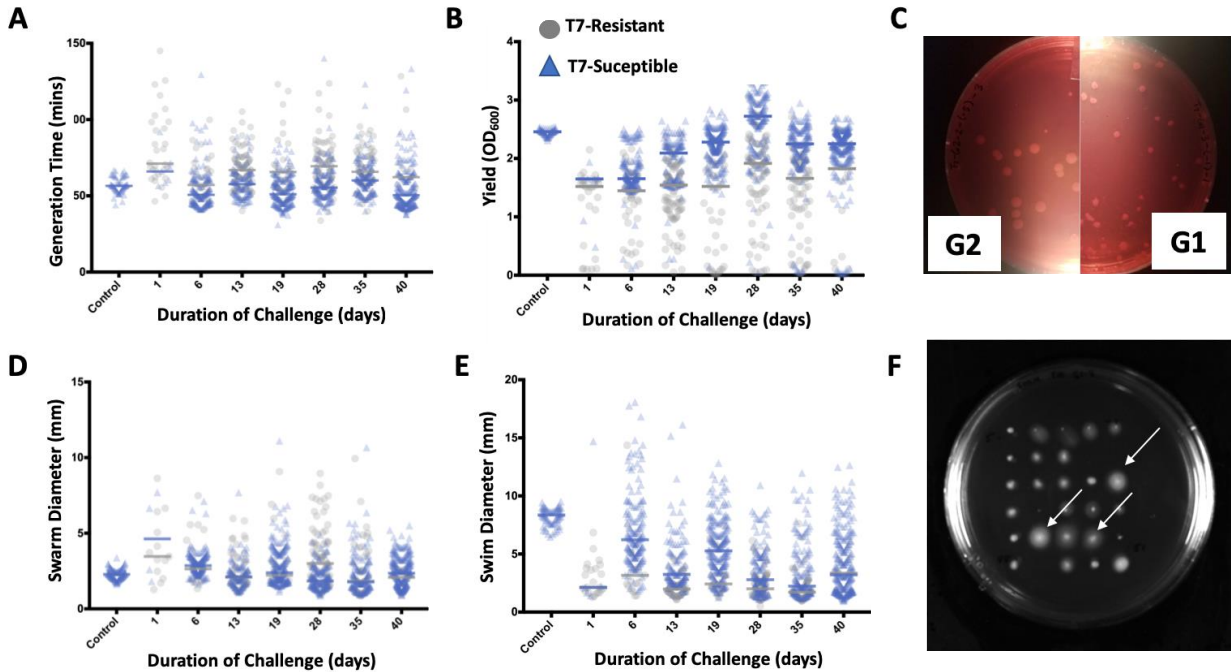 A
Generation Time (mins)
150
00
50
0
Control
1
6
13
19
28
35
40
Duration of Challenge (days)
B
T7-Resistant
T7-Suceptible
Yield (OD600)
4
3
2
1
0
Control
1
6
13
19
28
35
40
Duration of Challenge (days)
C
G2
G1
D
Swarm Diameter (mm)
15
10
5
0
Control
1
6
13
19
28
35
40
Duration of Challenge (days)
E
Swim Diameter (mm)
20
15
10
5
0
Control
1
6
13
19
28
35
40
Duration of Challenge (days)
F